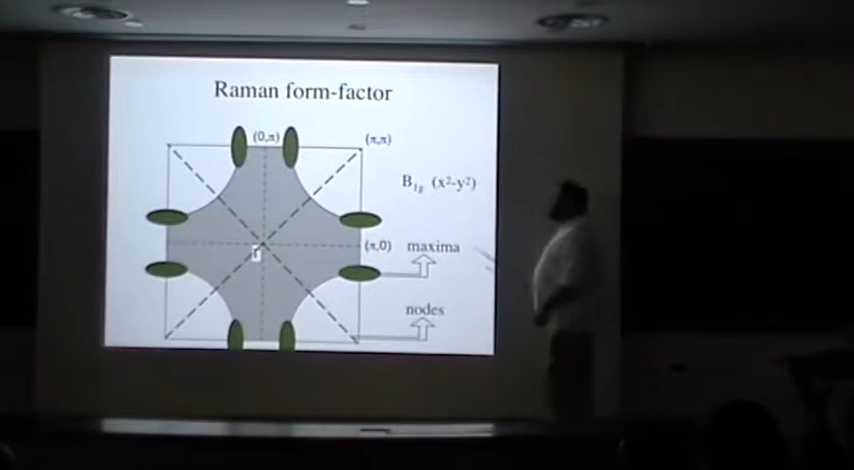 Raman form-factor
(0,π)
(π,π)
B₁g (x²-y²)
(π,0)
maxima
nodes